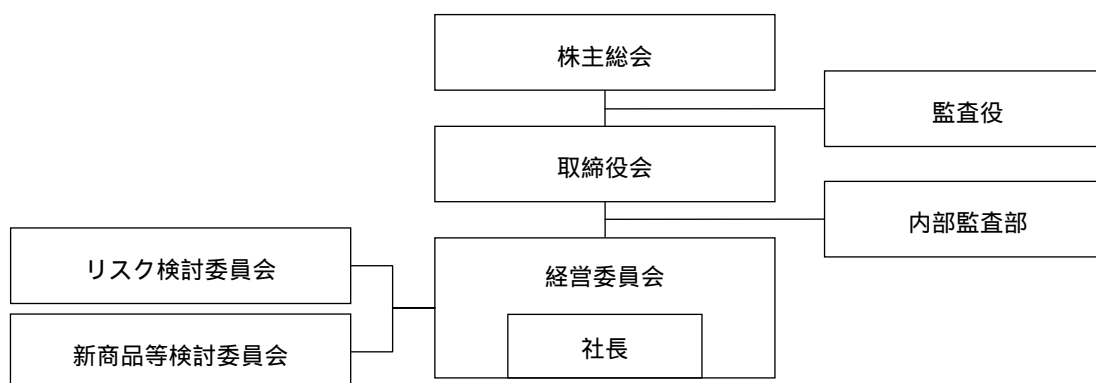 株主総会
監査役
取締役会
内部監査部
リスク検討委員会
経営委員会
新商品等検討委員会
社長